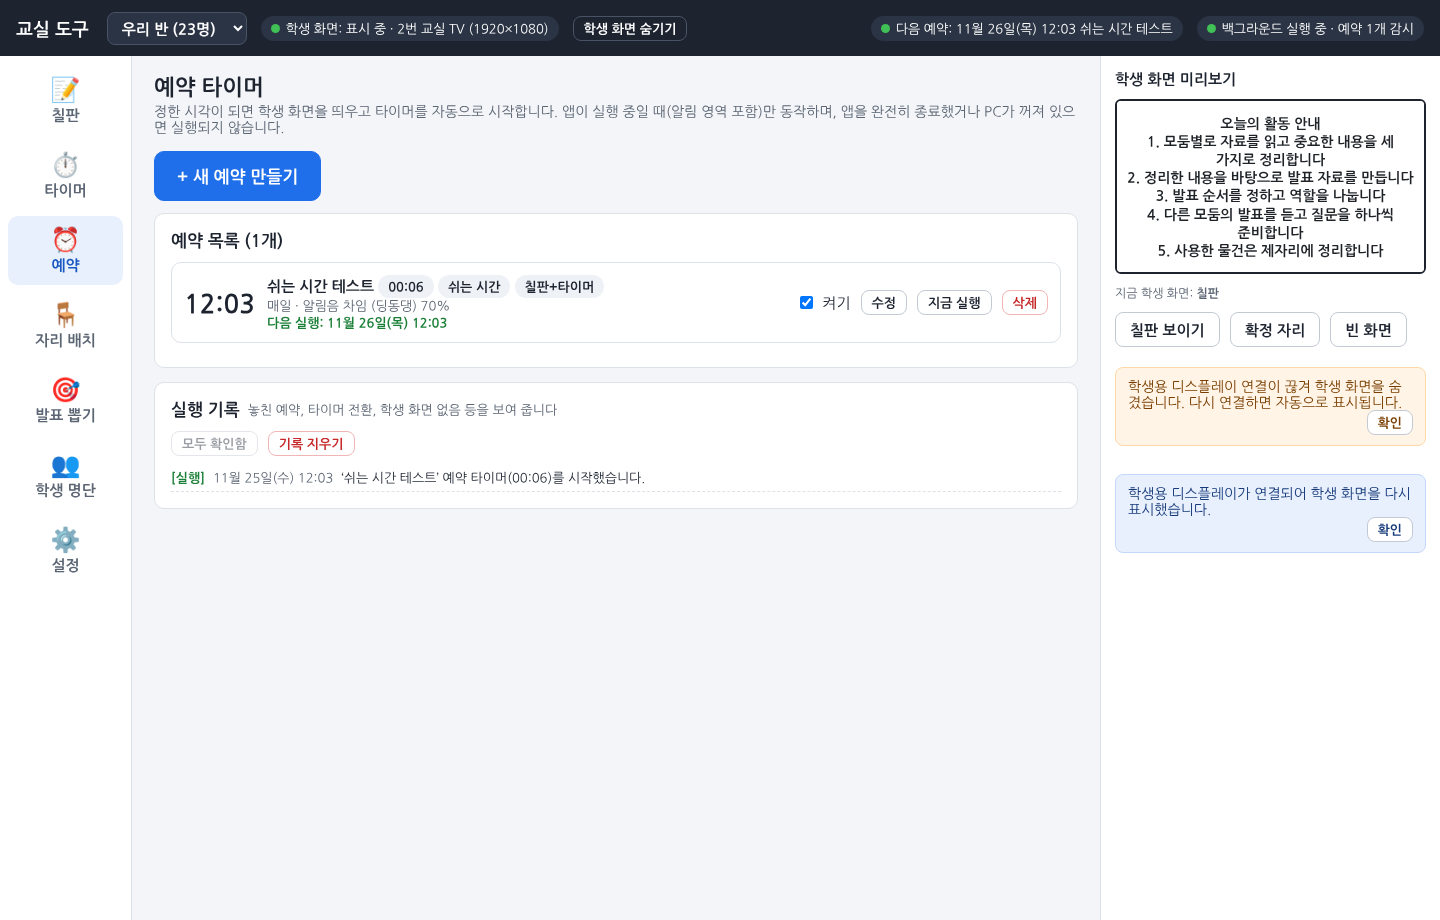 교실 도구
우리 반 (23명)
학생 화면: 표시 중 · 2번 교실 TV (1920×1080)
학생 화면 숨기기
다음 예약: 11월 26일(목) 12:03 쉬는 시간 테스트
백그라운드 실행 중 · 예약 1개 감시
칠판
타이머
예약
자리 배치
발표 뽑기
학생 명단
설정
예약 타이머
정한 시각이 되면 학생 화면을 띄우고 타이머를 자동으로 시작합니다. 앱이 실행 중일 때(알림 영역 포함)만 동작하며, 앱을 완전히 종료했거나 PC가 꺼져 있으
면 실행되지 않습니다.
+ 새 예약 만들기
예약 목록 (1개)
12:03
쉬는 시간 테스트 00:06 쉬는 시간 칠판+타이머
매일 · 알림음 차임 (딩동댕) 70%
다음 실행: 11월 26일(목) 12:03
켜기
수정
지금 실행
삭제
실행 기록 놓친 예약, 타이머 전환, 학생 화면 없음 등을 보여 줍니다
모두 확인함
기록 지우기
[실행] 11월 25일(수) 12:03 ‘쉬는 시간 테스트’ 예약 타이머(00:06)를 시작했습니다.
학생 화면 미리보기
오늘의 활동 안내
1. 모둠별로 자료를 읽고 중요한 내용을 세
가지로 정리합니다
2. 정리한 내용을 바탕으로 발표 자료를 만듭니다
3. 발표 순서를 정하고 역할을 나눕니다
4. 다른 모둠의 발표를 듣고 질문을 하나씩
준비합니다
5. 사용한 물건은 제자리에 정리합니다
지금 학생 화면: 칠판
칠판 보이기
확정 자리
빈 화면
학생용 디스플레이 연결이 끊겨 학생 화면을 숨
겼습니다. 다시 연결하면 자동으로 표시됩니다.
확인
학생용 디스플레이가 연결되어 학생 화면을 다시
표시했습니다.
확인